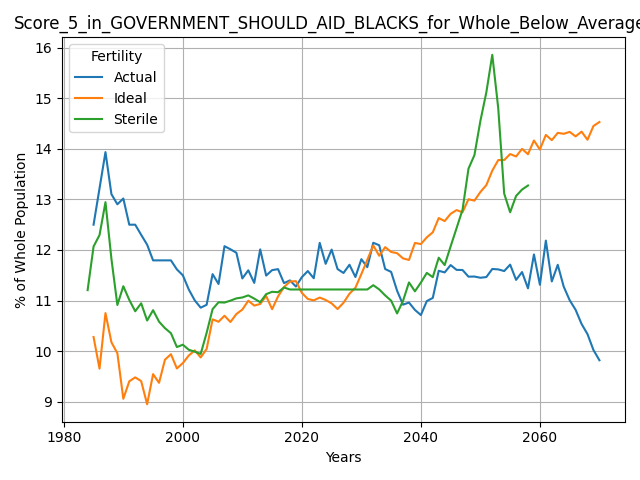 Score_5_in_GOVERNMENT_SHOULD_AID_BLACKS_for_Whole_Below_Average
Fertility
Actual
Ideal
Sterile
% of Whole Population
16
15
14
13
12
11
10
9
1980 2000 2020 2040 2060
Years